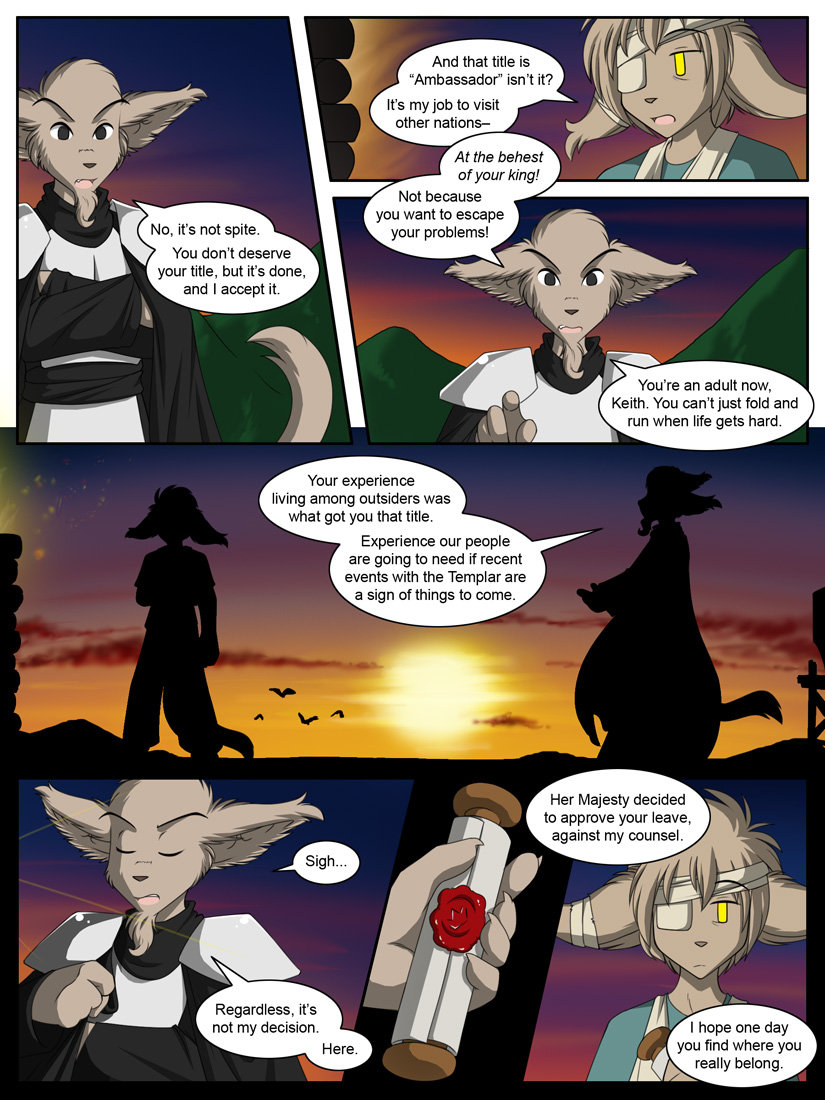 No, it's not spite.
You don't deserve
your title, but it's done,
and I accept it.
And that title is
“Ambassador” isn't it?
It's my job to visit
other nations–
At the behest
of your king!
Not because
you want to escape
your problems!
You're an adult now,
Keith. You can't just fold and
run when life gets hard.
Your experience
living among outsiders was
what got you that title.
Experience our people
are going to need if recent
events with the Templar are
a sign of things to come.
Sigh...
Regardless, it's
not my decision.
Here.
Her Majesty decided
to approve your leave,
against my counsel.
I hope one day
you find where you
really belong.